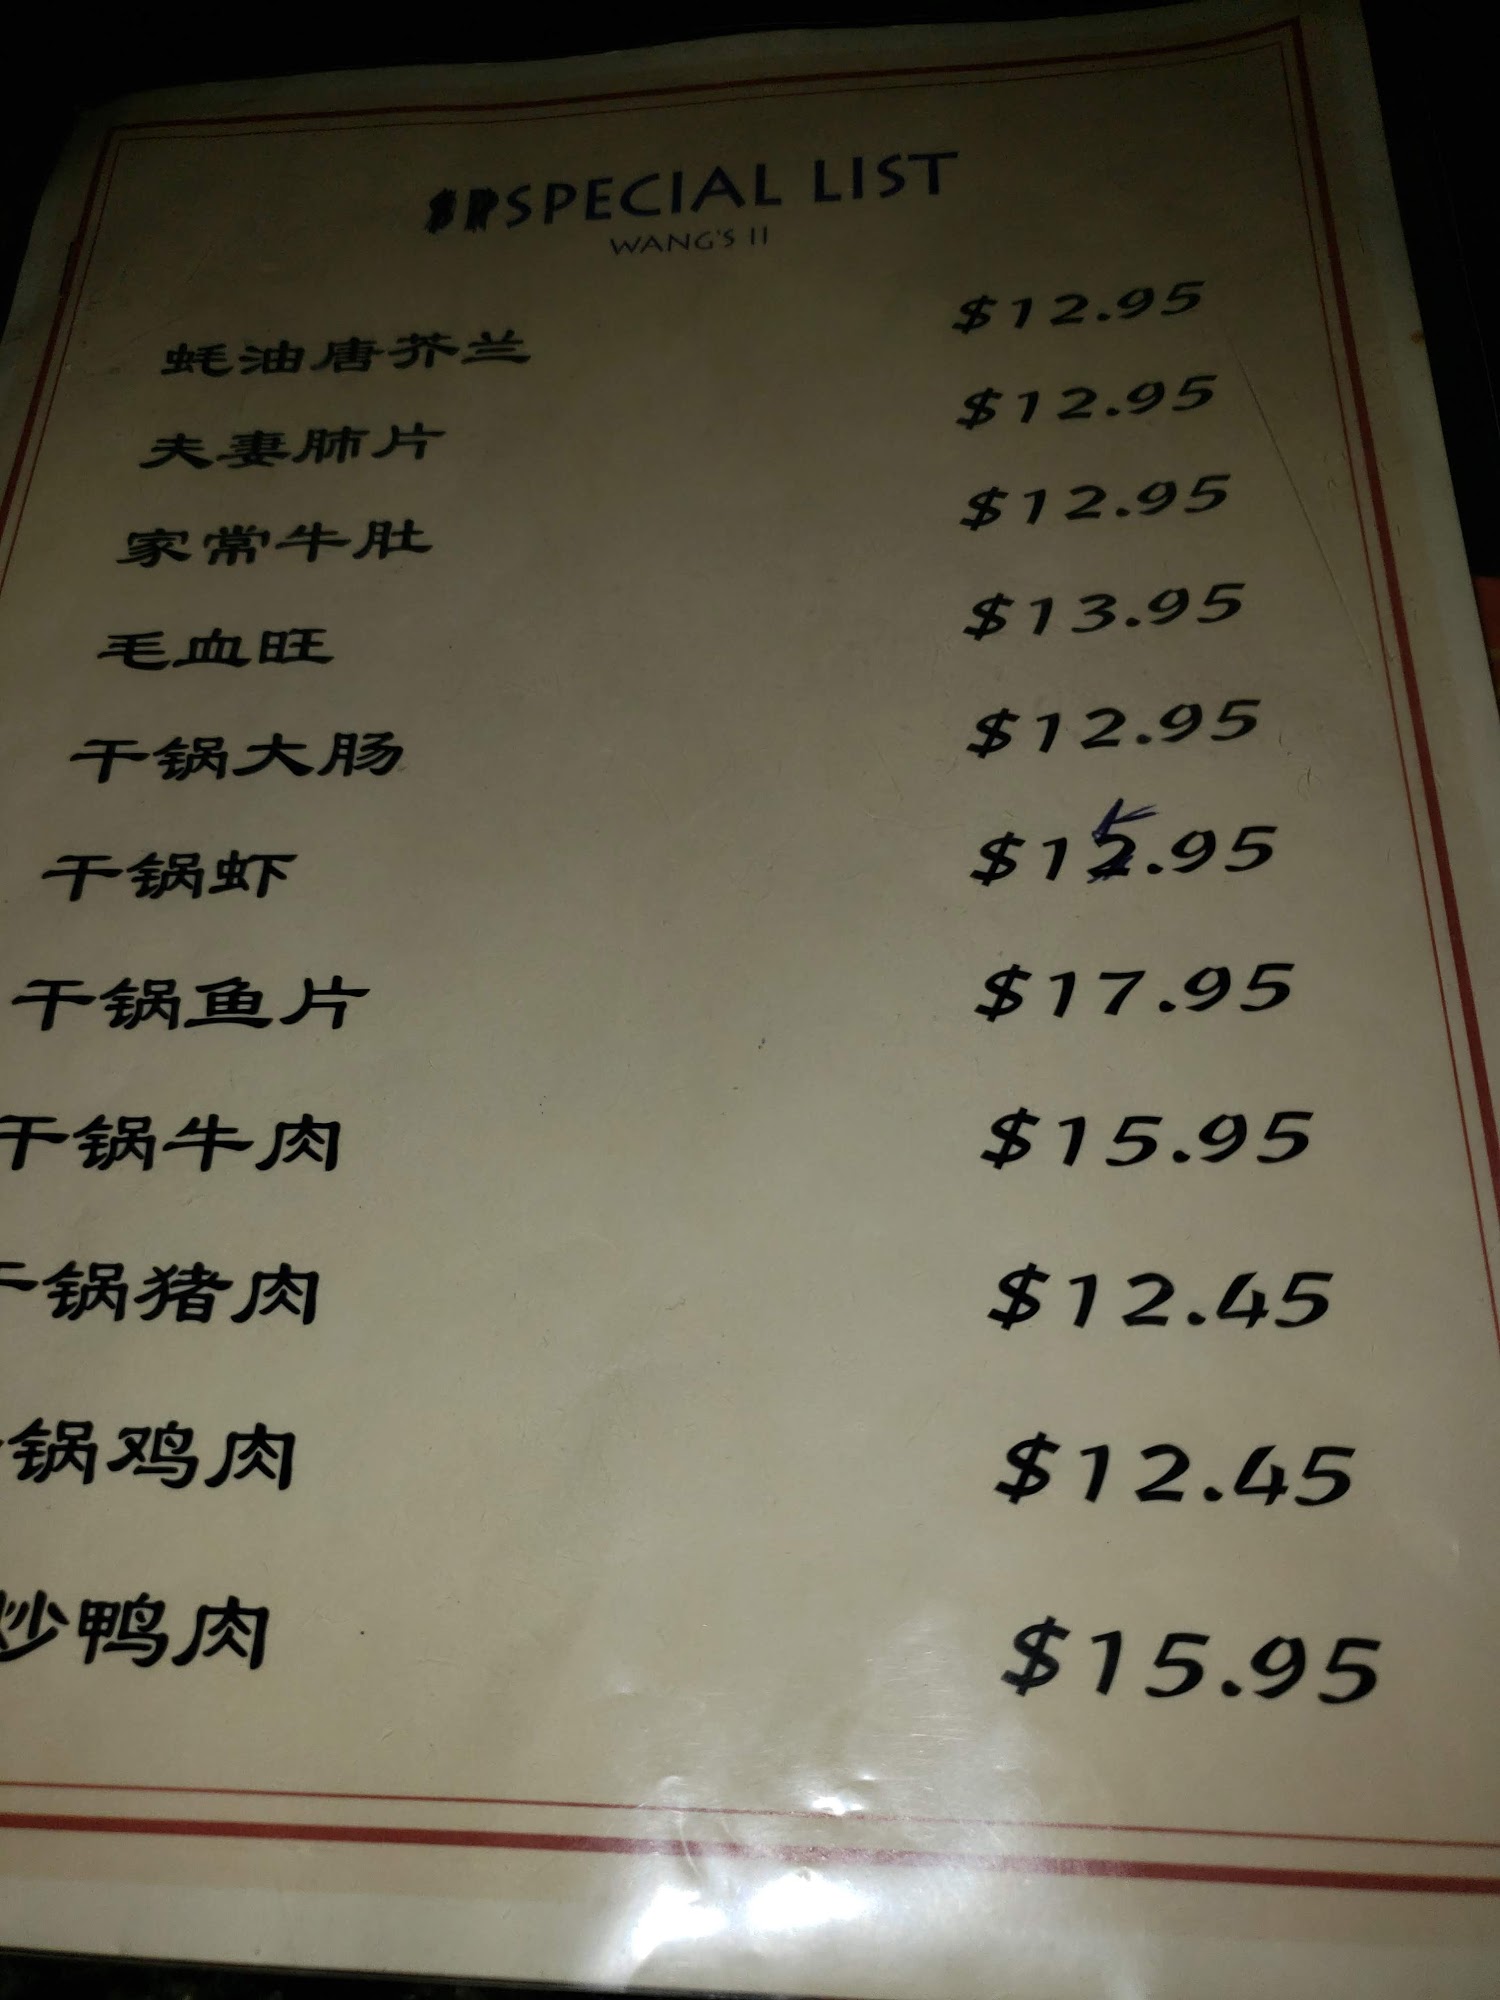 SPECIAL LIST
WANG'S II
蚝油唐芥兰 $12.95
夫妻肺片 $12.95
家常牛肚 $12.95
毛血旺 $13.95
干锅大肠 $12.95
干锅虾 $15.95
干锅鱼片 $17.95
干锅牛肉 $15.95
干锅猪肉 $12.45
锅鸡肉 $12.45
炒鸭肉 $15.95